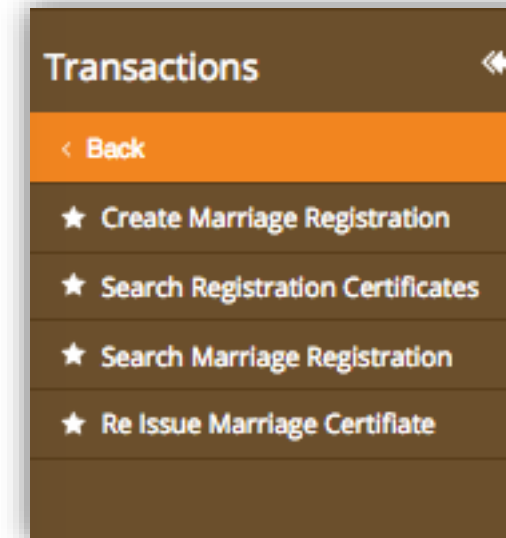 Transactions
Back
Create Marriage Registration
Search Registration Certificates
Search Marriage Registration
Re Issue Marriage Certifiate